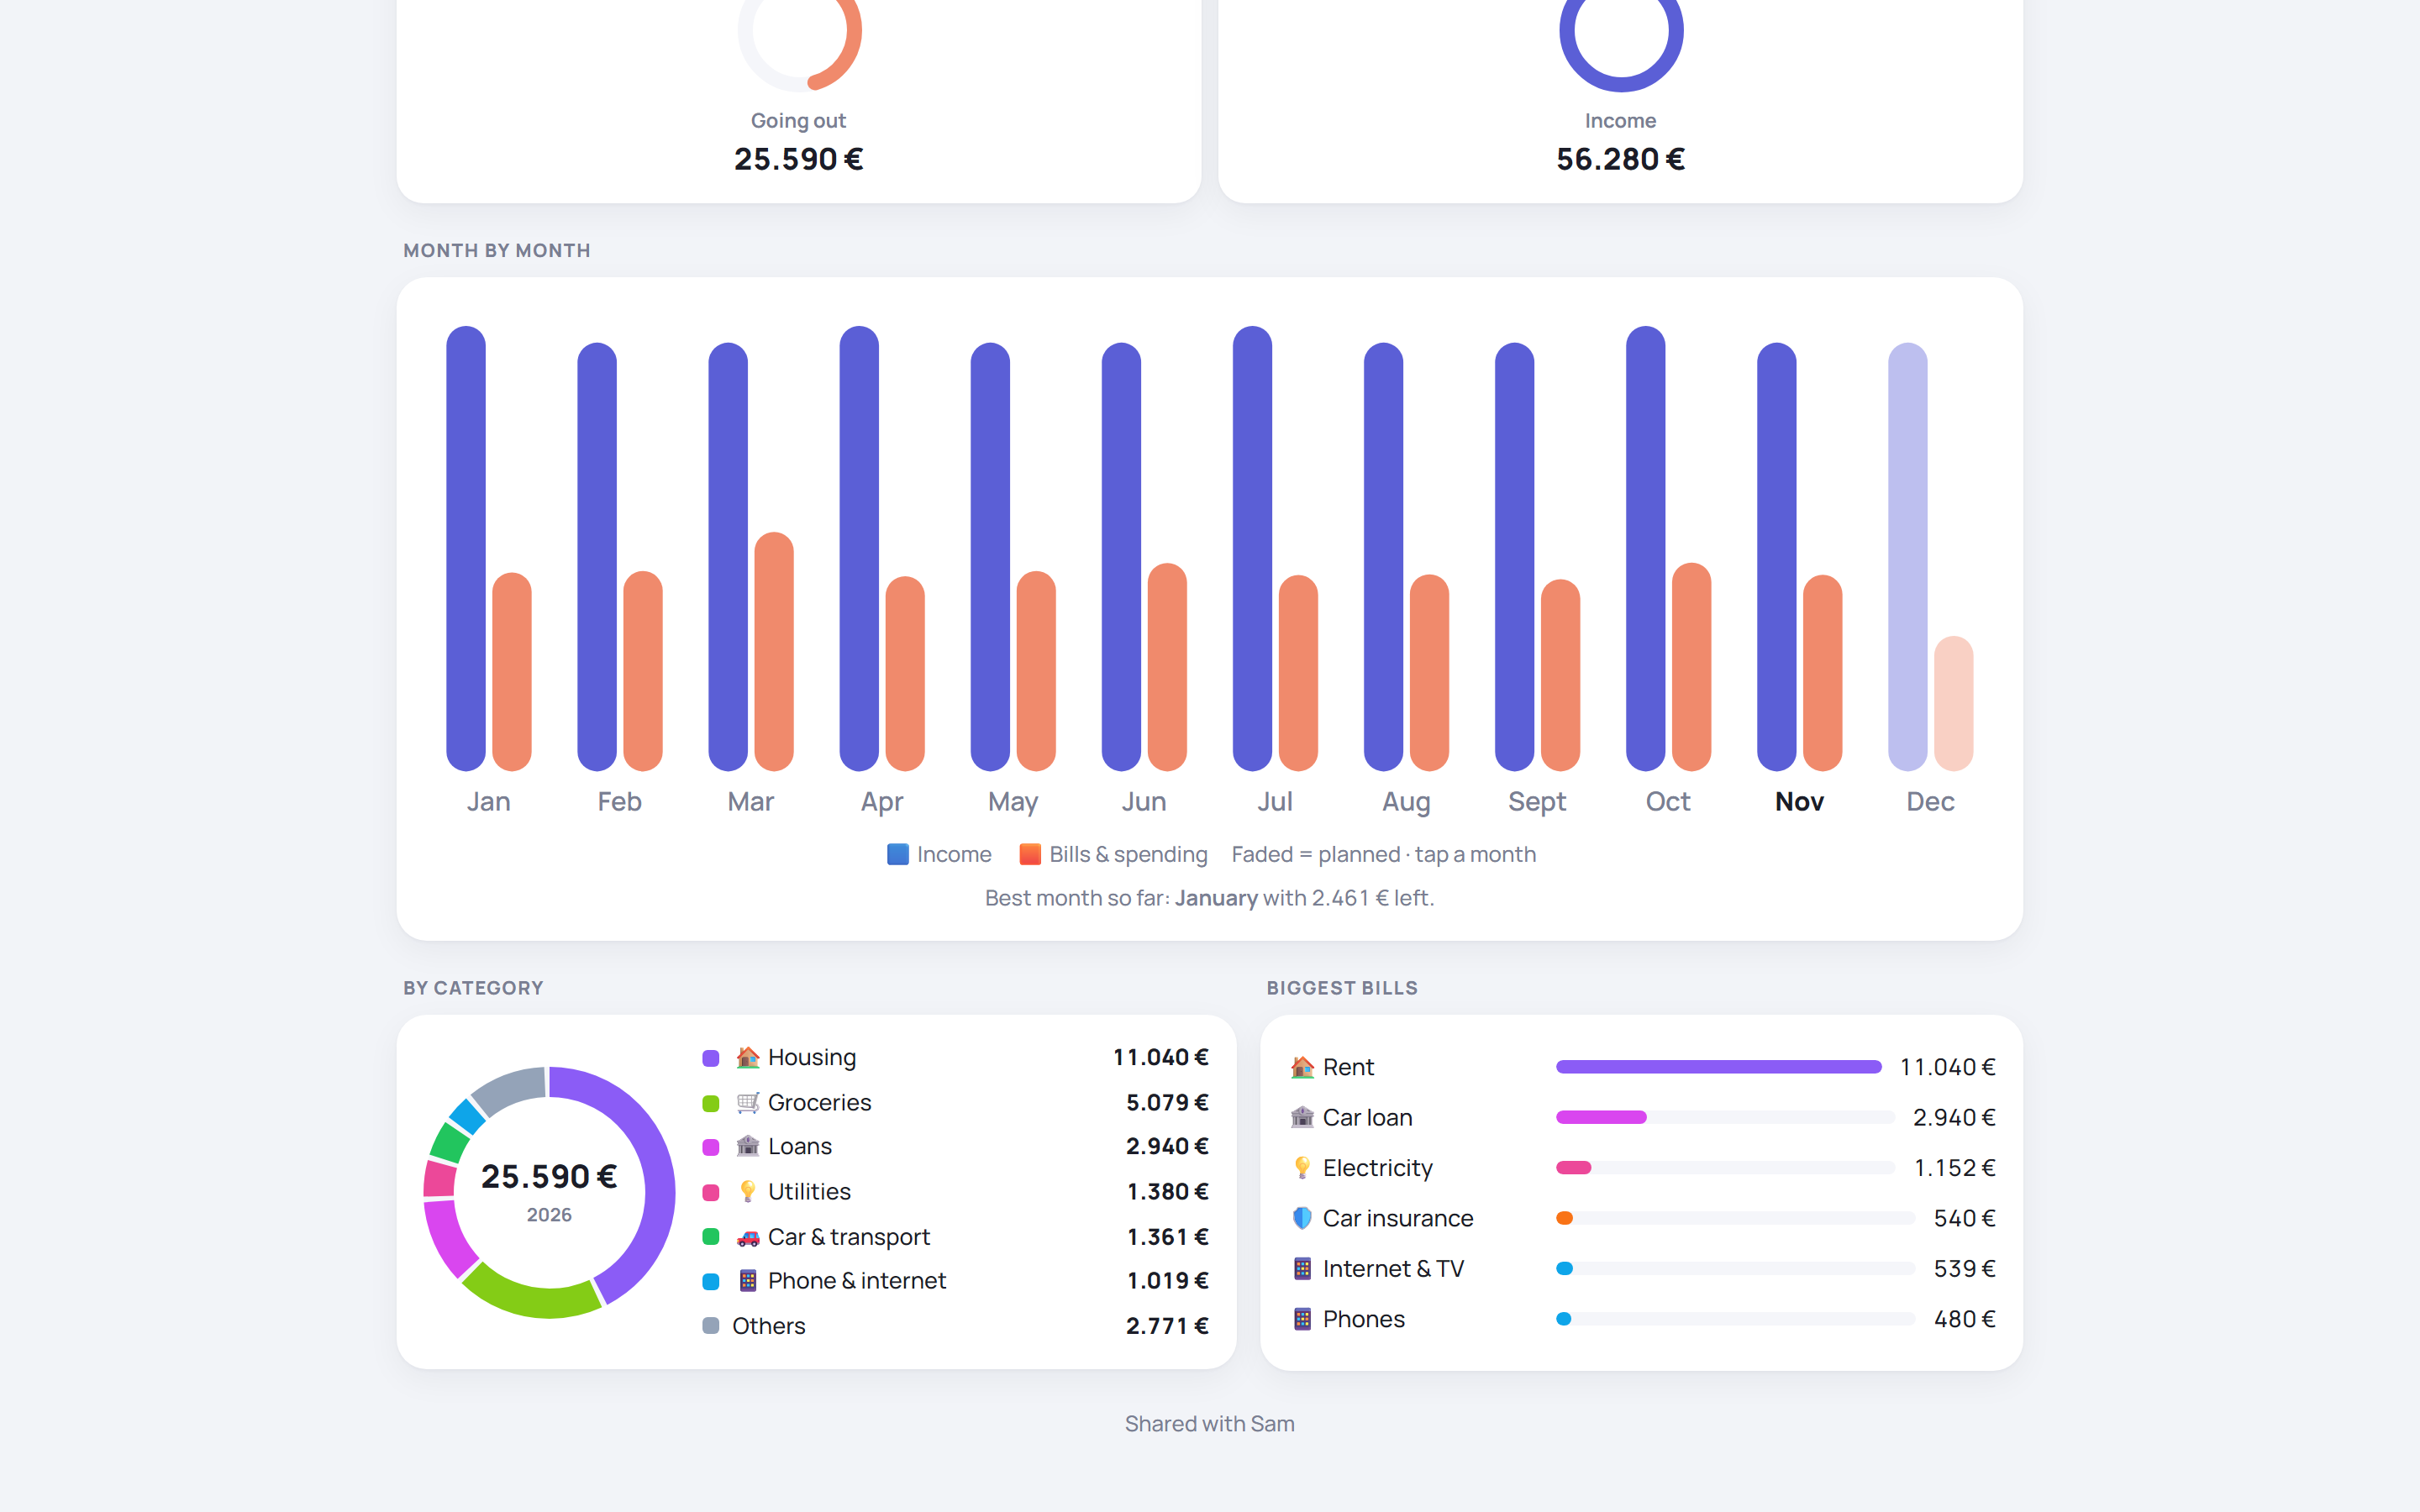 Going out
25.590 €
Income
56.280 €
MONTH BY MONTH
Jan Feb Mar Apr May Jun Jul Aug Sept Oct Nov Dec
Income Bills & spending Faded = planned · tap a month
Best month so far: January with 2.461 € left.
BY CATEGORY
25.590 €
2026
Housing 11.040 €
Groceries 5.079 €
Loans 2.940 €
Utilities 1.380 €
Car & transport 1.361 €
Phone & internet 1.019 €
Others 2.771 €
BIGGEST BILLS
Rent 11.040 €
Car loan 2.940 €
Electricity 1.152 €
Car insurance 540 €
Internet & TV 539 €
Phones 480 €
Shared with Sam